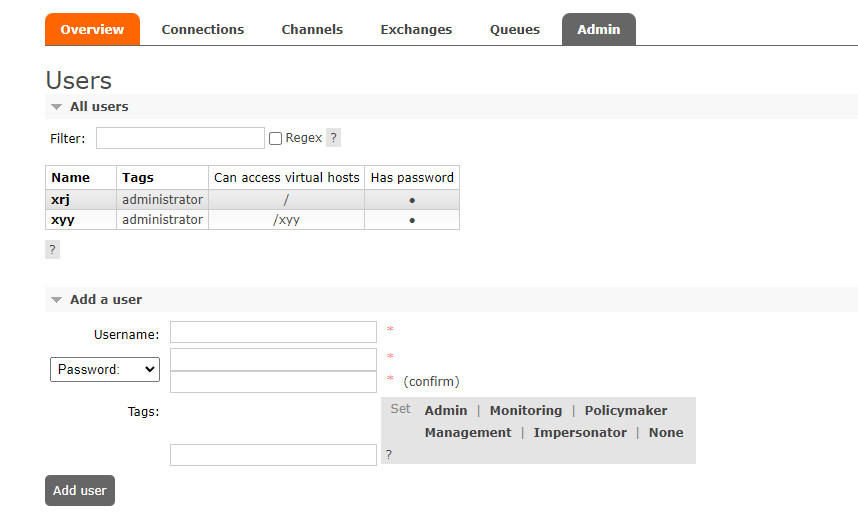 Overview Connections Channels Exchanges Queues Admin
Users
All users
Filter: Regex ?
Name Tags Can access virtual hosts Has password
xrj administrator / ●
xyy administrator /xyy ●
?
Add a user
Username: *
Password: *
* (confirm)
Tags: Set Admin | Monitoring | Policymaker
Management | Impersonator | None
?
Add user